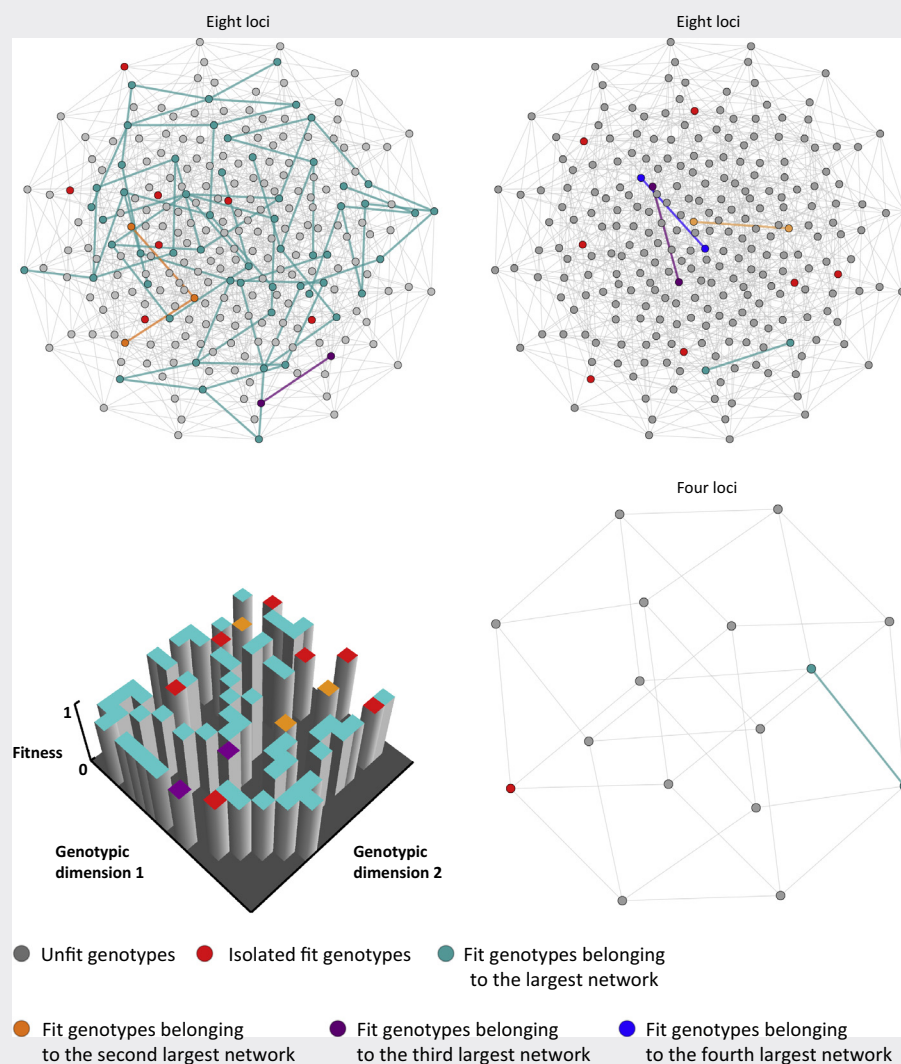 Eight loci
Eight loci
Four loci
1
Fitness
0
Genotypic
dimension 1
Genotypic
dimension 2
Unfit genotypes
Isolated fit genotypes
Fit genotypes belonging
to the largest network
Fit genotypes belonging
to the second largest network
Fit genotypes belonging
to the third largest network
Fit genotypes belonging
to the fourth largest network